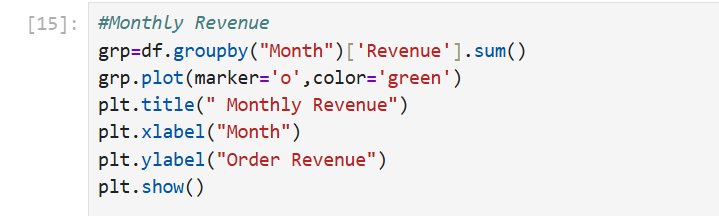 [15]: #Monthly Revenue
grp=df.groupby("Month")['Revenue'].sum()
grp.plot(marker='o',color='green')
plt.title(" Monthly Revenue")
plt.xlabel("Month")
plt.ylabel("Order Revenue")
plt.show()